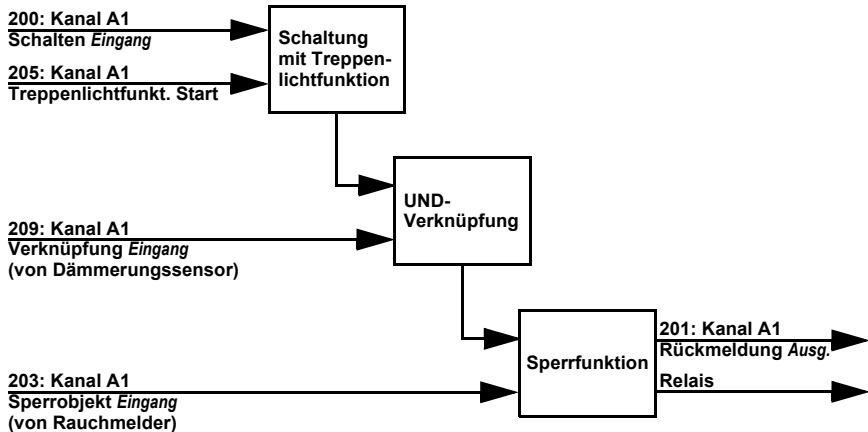 200: Kanal A1
Schalten Eingang
205: Kanal A1
Treppenlichtfunkt. Start
Schaltung
mit Treppen-
lichtfunktion
UND-
Verknüpfung
209: Kanal A1
Verknüpfung Eingang
(von Dämmerungssensor)
Sperrfunktion
201: Kanal A1
Rückmeldung Ausg.
Relais
203: Kanal A1
Sperrobjekt Eingang
(von Rauchmelder)